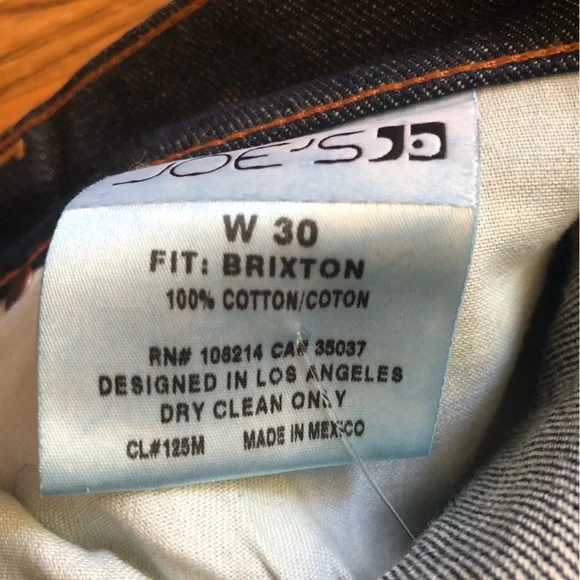 JOE'S
W 30
FIT: BRIXTON
100% COTTON/COTON
RN# 108214 CA# 35037
DESIGNED IN LOS ANGELES
DRY CLEAN ONLY
CL#125M MADE IN MEXICO